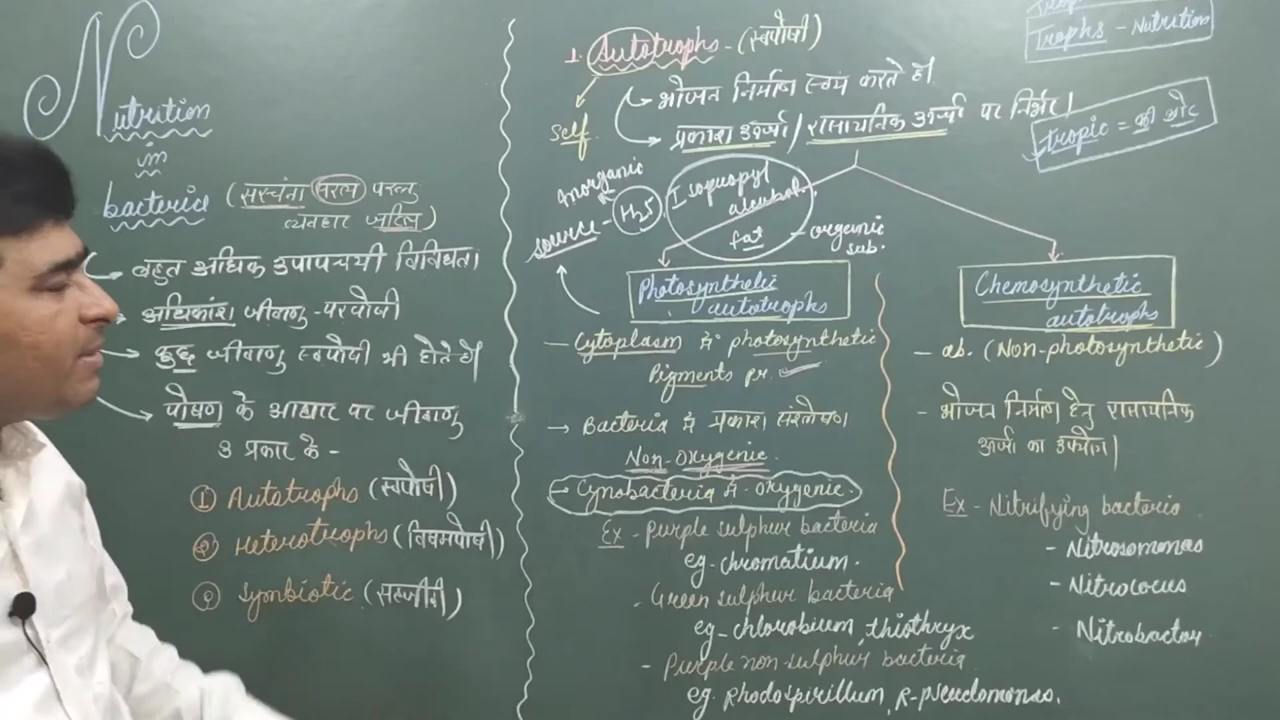 Nutrition
in
bacteria (सरंचना सरल परन्तु
व्यवहार जटिल)
बहुत अधिक उपापचयी विविधता।
अधिकांश जीवाणु - परपोषी
कुछ जीवाणु स्वपोषी भी होते हैं।
पोषण के आधार पर जीवाणु
3 प्रकार के -
① Autotrophs (स्वपोषी)
② Heterotrophs (विषमपोषी)
Symbiotic (सहजीवी)
Trophs - Nutrition
tropic = की ओर
1. Autotrophs - (स्वपोषी)
Self
भोजन निर्माण स्वयं करते हैं।
प्रकाश ऊर्जा / रासायनिक ऊर्जा पर निर्भर।
Inorganic
source - H2S
Isopropyl
alcohol.
fat - organic
sub.
Photosynthetic
autotrophs
- Cytoplasm में photosynthetic
Pigments pr.
→ Bacteria में प्रकाश संश्लेषण
Non-Oxygenic.
→ Cynobacteria में oxygenic.
Ex - Purple sulphur bacteria
eg - chromatium.
- Green sulphur bacteria
eg - chlorobium, thiothryx
- Purple non-sulphur bacteria
eg. Rhodospirillum, R-pseudomonas.
Chemosynthetic
autotrophs
- ab. (Non-photosynthetic)
- भोजन निर्माण हेतु रासायनिक
ऊर्जा का उपयोग।
Ex - Nitrifying bacteria
- Nitrosomonas
- Nitrococus
- Nitrobactor